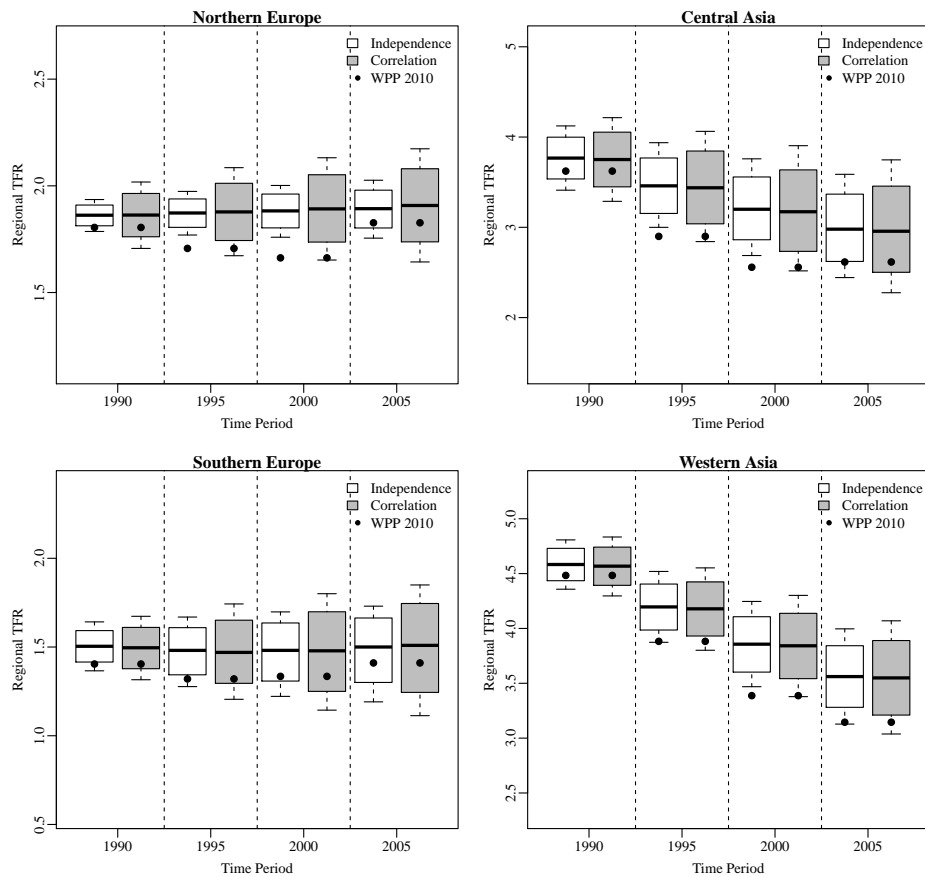 Northern Europe
Independence
Correlation
WPP 2010
Regional TFR
2.5
2.0
1.5
1990
1995
2000
2005
Time Period
Central Asia
Independence
Correlation
WPP 2010
Regional TFR
5
4
3
2
1990
1995
2000
2005
Time Period
Southern Europe
Independence
Correlation
WPP 2010
Regional TFR
2.0
1.5
1.0
0.5
1990
1995
2000
2005
Time Period
Western Asia
Independence
Correlation
WPP 2010
Regional TFR
5.0
4.5
4.0
3.5
3.0
2.5
1990
1995
2000
2005
Time Period